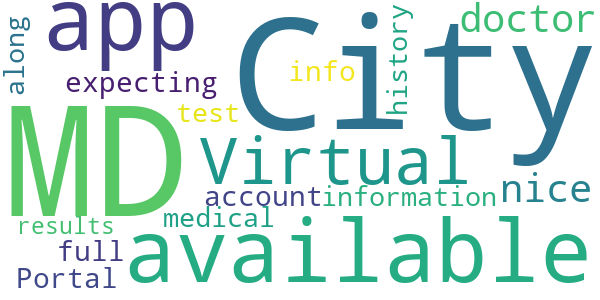 app
City
doctor
along
expecting
info
history
MD
test
Virtual
nice
account
information
results
medical
full
available
Portal